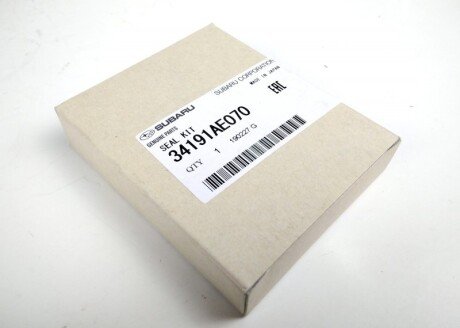 SUBARU
SUBARU CORPORATION
GENUINE PARTS
MADE IN JAPAN
SEAL KIT
34191AE070
EAC
QTY 1 190227 G